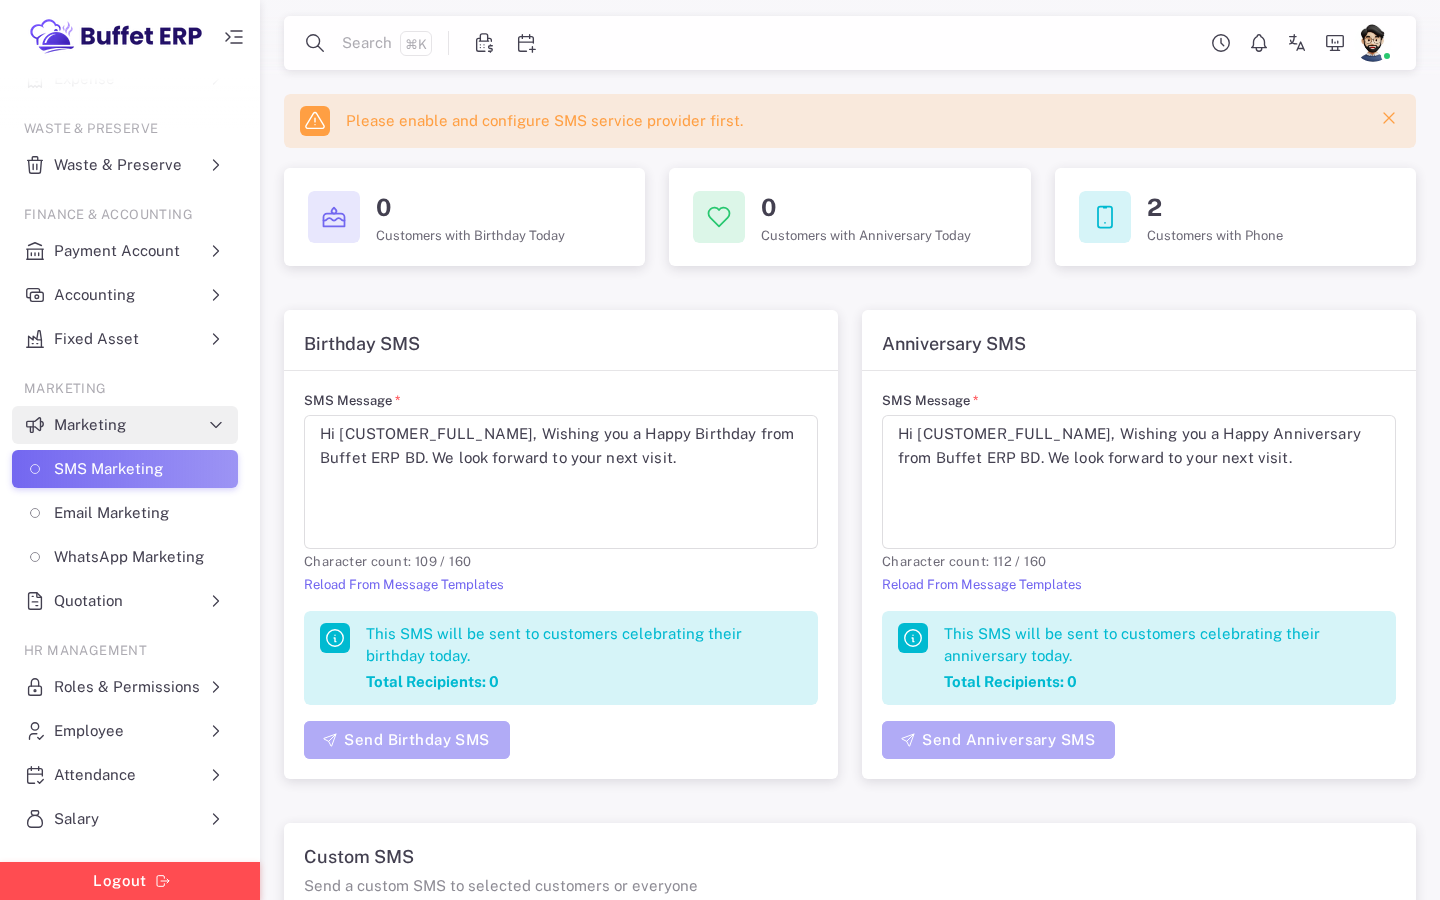 Buffet ERP
Search ⌘K
Expense
WASTE & PRESERVE
Waste & Preserve
FINANCE & ACCOUNTING
Payment Account
Accounting
Fixed Asset
MARKETING
Marketing
SMS Marketing
Email Marketing
WhatsApp Marketing
Quotation
HR MANAGEMENT
Roles & Permissions
Employee
Attendance
Salary
Logout
Please enable and configure SMS service provider first.
0
Customers with Birthday Today
0
Customers with Anniversary Today
2
Customers with Phone
Birthday SMS
SMS Message *
Hi [CUSTOMER_FULL_NAME, Wishing you a Happy Birthday from
Buffet ERP BD. We look forward to your next visit.
Character count: 109 / 160
Reload From Message Templates
This SMS will be sent to customers celebrating their
birthday today.
Total Recipients: 0
Send Birthday SMS
Anniversary SMS
SMS Message *
Hi [CUSTOMER_FULL_NAME, Wishing you a Happy Anniversary
from Buffet ERP BD. We look forward to your next visit.
Character count: 112 / 160
Reload From Message Templates
This SMS will be sent to customers celebrating their
anniversary today.
Total Recipients: 0
Send Anniversary SMS
Custom SMS
Send a custom SMS to selected customers or everyone